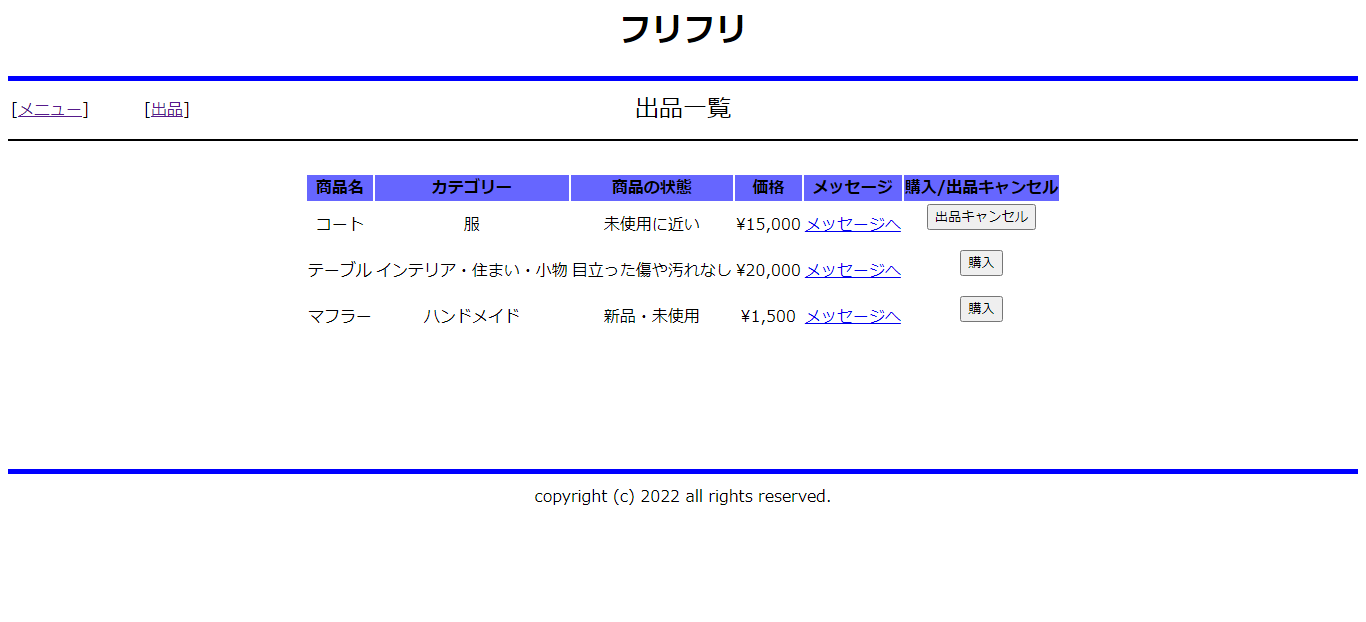 フリフリ
[メニュー] [出品] 出品一覧
商品名 カテゴリー 商品の状態 価格 メッセージ 購入/出品キャンセル
コート 服 未使用に近い ¥15,000 メッセージへ 出品キャンセル
テーブル インテリア・住まい・小物 目立った傷や汚れなし ¥20,000 メッセージへ 購入
マフラー ハンドメイド 新品・未使用 ¥1,500 メッセージへ 購入
copyright (c) 2022 all rights reserved.